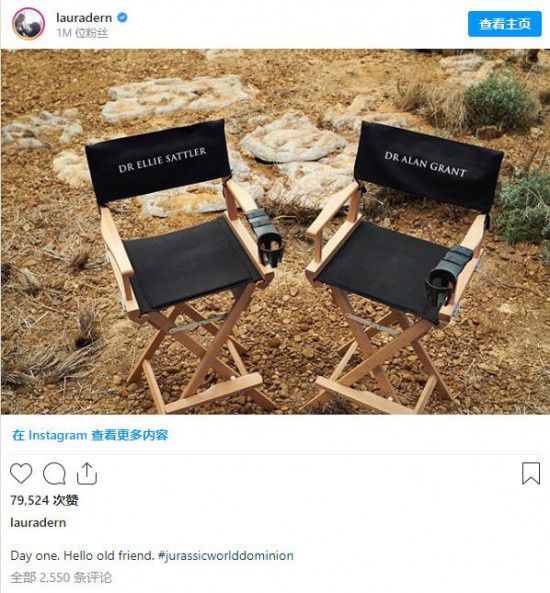 lauradern
1M 位粉丝
查看主页
DR ELLIE SATTLER
DR ALAN GRANT
在 Instagram 查看更多内容
79,524 次赞
lauradern
Day one. Hello old friend. #jurassicworlddominion
全部 2,550 条评论